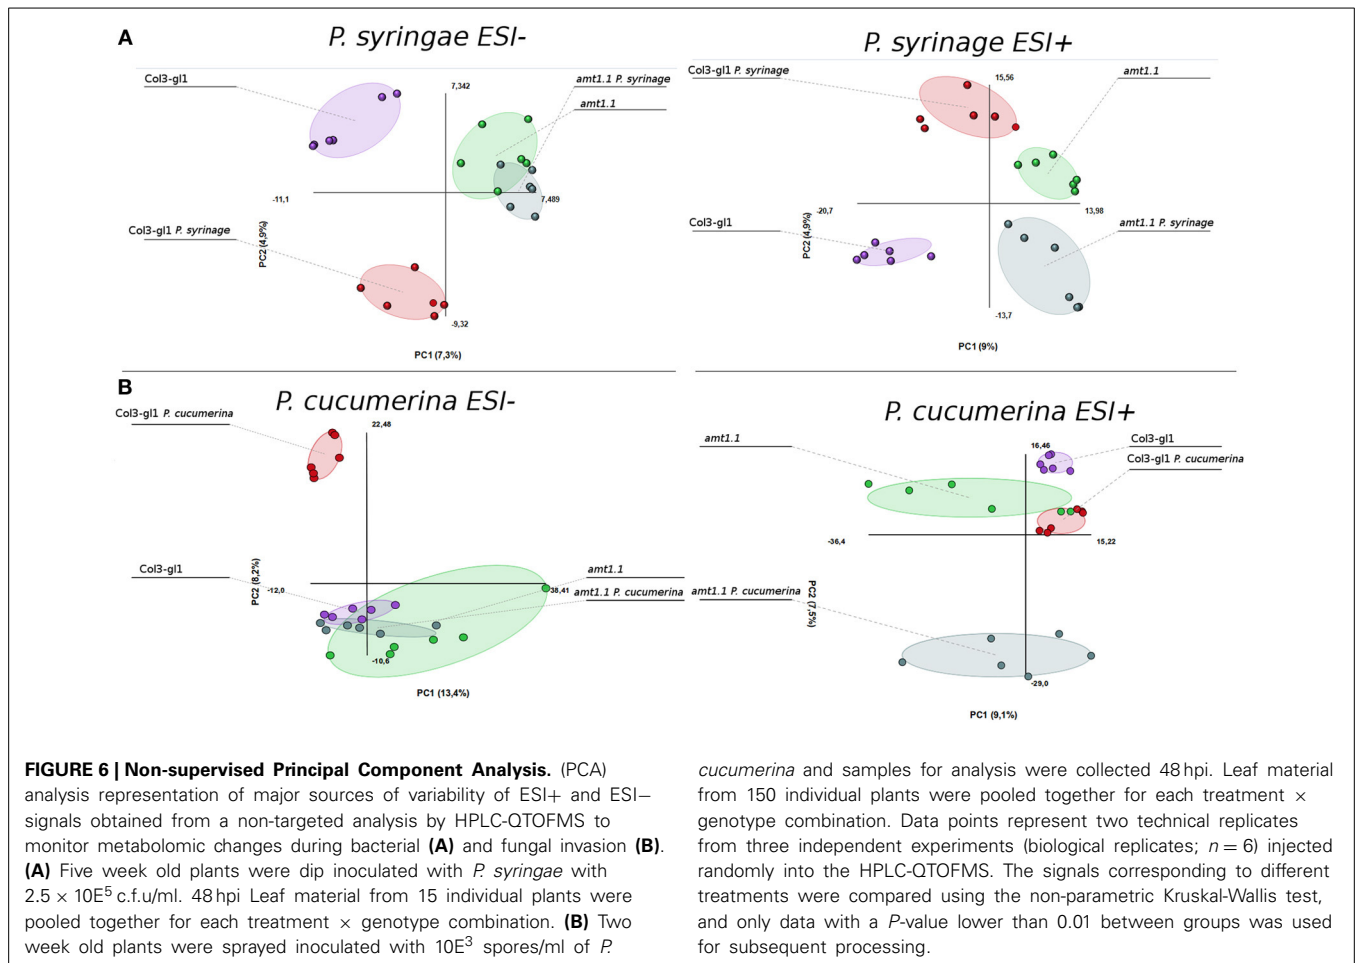 A
P. syringae ESI-
Col3-gl1
7,342
amt1.1 P. syrinage
amt1.1
-11,1
7,489
Col3-gl1 P. syrinage
PC2 (4,9%)
-9,32
PC1 (7,3%)
P. syrinage ESI+
Col3-gl1 P. syrinage
15,56
amt1.1
-20,7
13,98
Col3-gl1
PC2 (4,9%)
amt1.1 P. syrinage
-13,7
PC1 (9%)
B
P. cucumerina ESI-
Col3-gl1 P. cucumerina
22,48
Col3-gl1
PC2 (8,2%)
-12,0
amt1.1
38,41
amt1.1 P. cucumerina
-10,6
PC1 (13,4%)
P. cucumerina ESI+
amt1.1
16,46
Col3-gl1
Col3-gl1 P. cucumerina
-36,4
15,22
amt1.1 P. cucumerina
PC2 (7,5%)
-29,0
PC1 (9,1%)
FIGURE 6 | Non-supervised Principal Component Analysis. (PCA)
analysis representation of major sources of variability of ESI+ and ESI−
signals obtained from a non-targeted analysis by HPLC-QTOFMS to
monitor metabolomic changes during bacterial (A) and fungal invasion (B).
(A) Five week old plants were dip inoculated with P. syringae with
2.5 × 10E⁵ c.f.u/ml. 48 hpi Leaf material from 15 individual plants were
pooled together for each treatment × genotype combination. (B) Two
week old plants were sprayed inoculated with 10E³ spores/ml of P.
cucumerina and samples for analysis were collected 48 hpi. Leaf material
from 150 individual plants were pooled together for each treatment ×
genotype combination. Data points represent two technical replicates
from three independent experiments (biological replicates; n = 6) injected
randomly into the HPLC-QTOFMS. The signals corresponding to different
treatments were compared using the non-parametric Kruskal-Wallis test,
and only data with a P-value lower than 0.01 between groups was used
for subsequent processing.